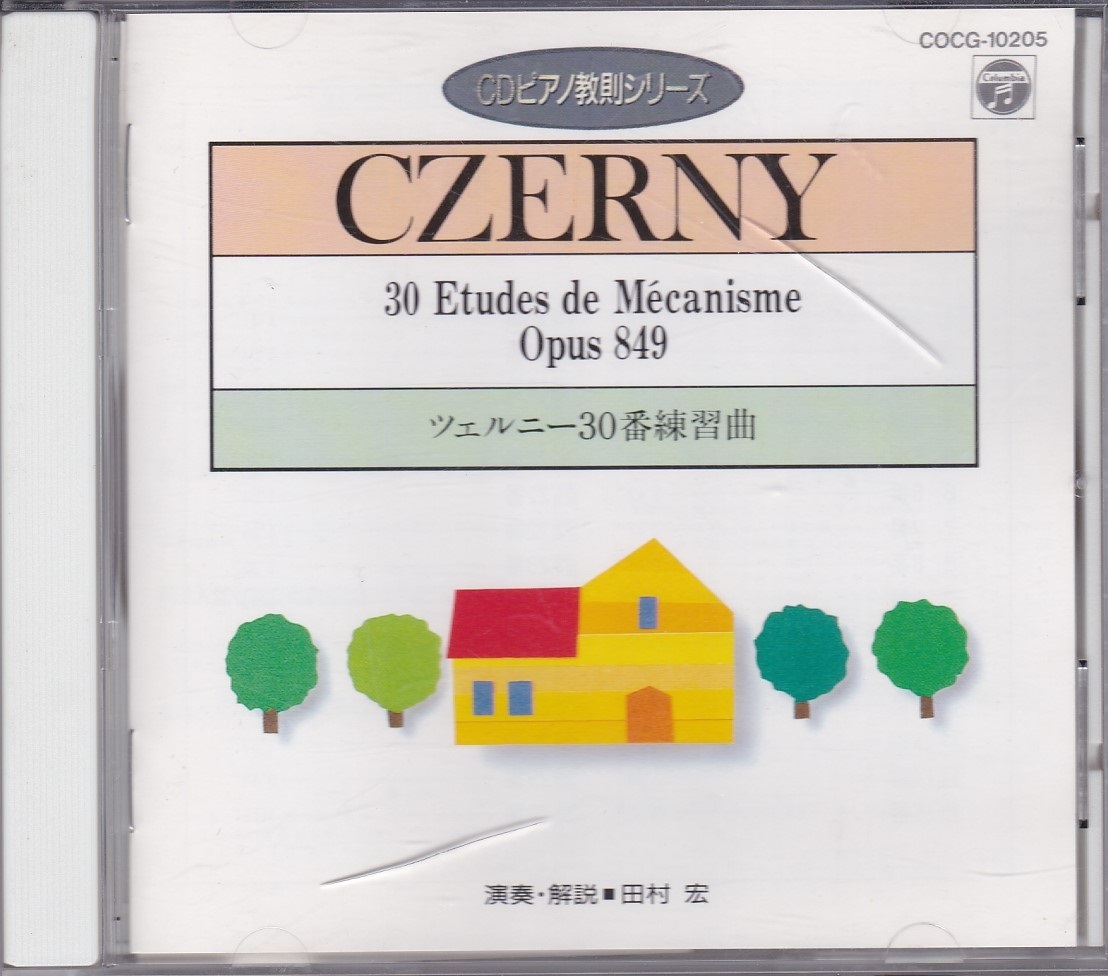 COCG-10205
Columbia
CDピアノ教則シリーズ
CZERNY
30 Etudes de Mécanisme
Opus 849
ツェルニー30番練習曲
演奏・解説■田村 宏